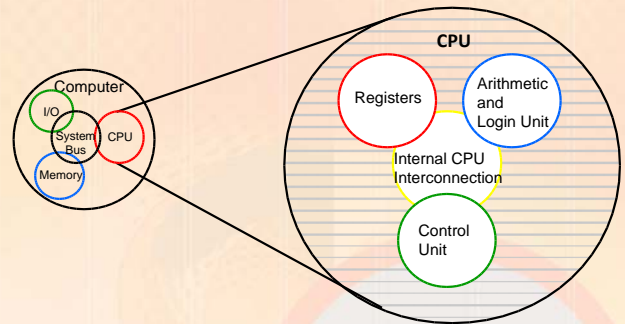 Computer
I/O
System
Bus
CPU
Memory
CPU
Registers
Arithmetic
and
Login Unit
Internal CPU
Interconnection
Control
Unit